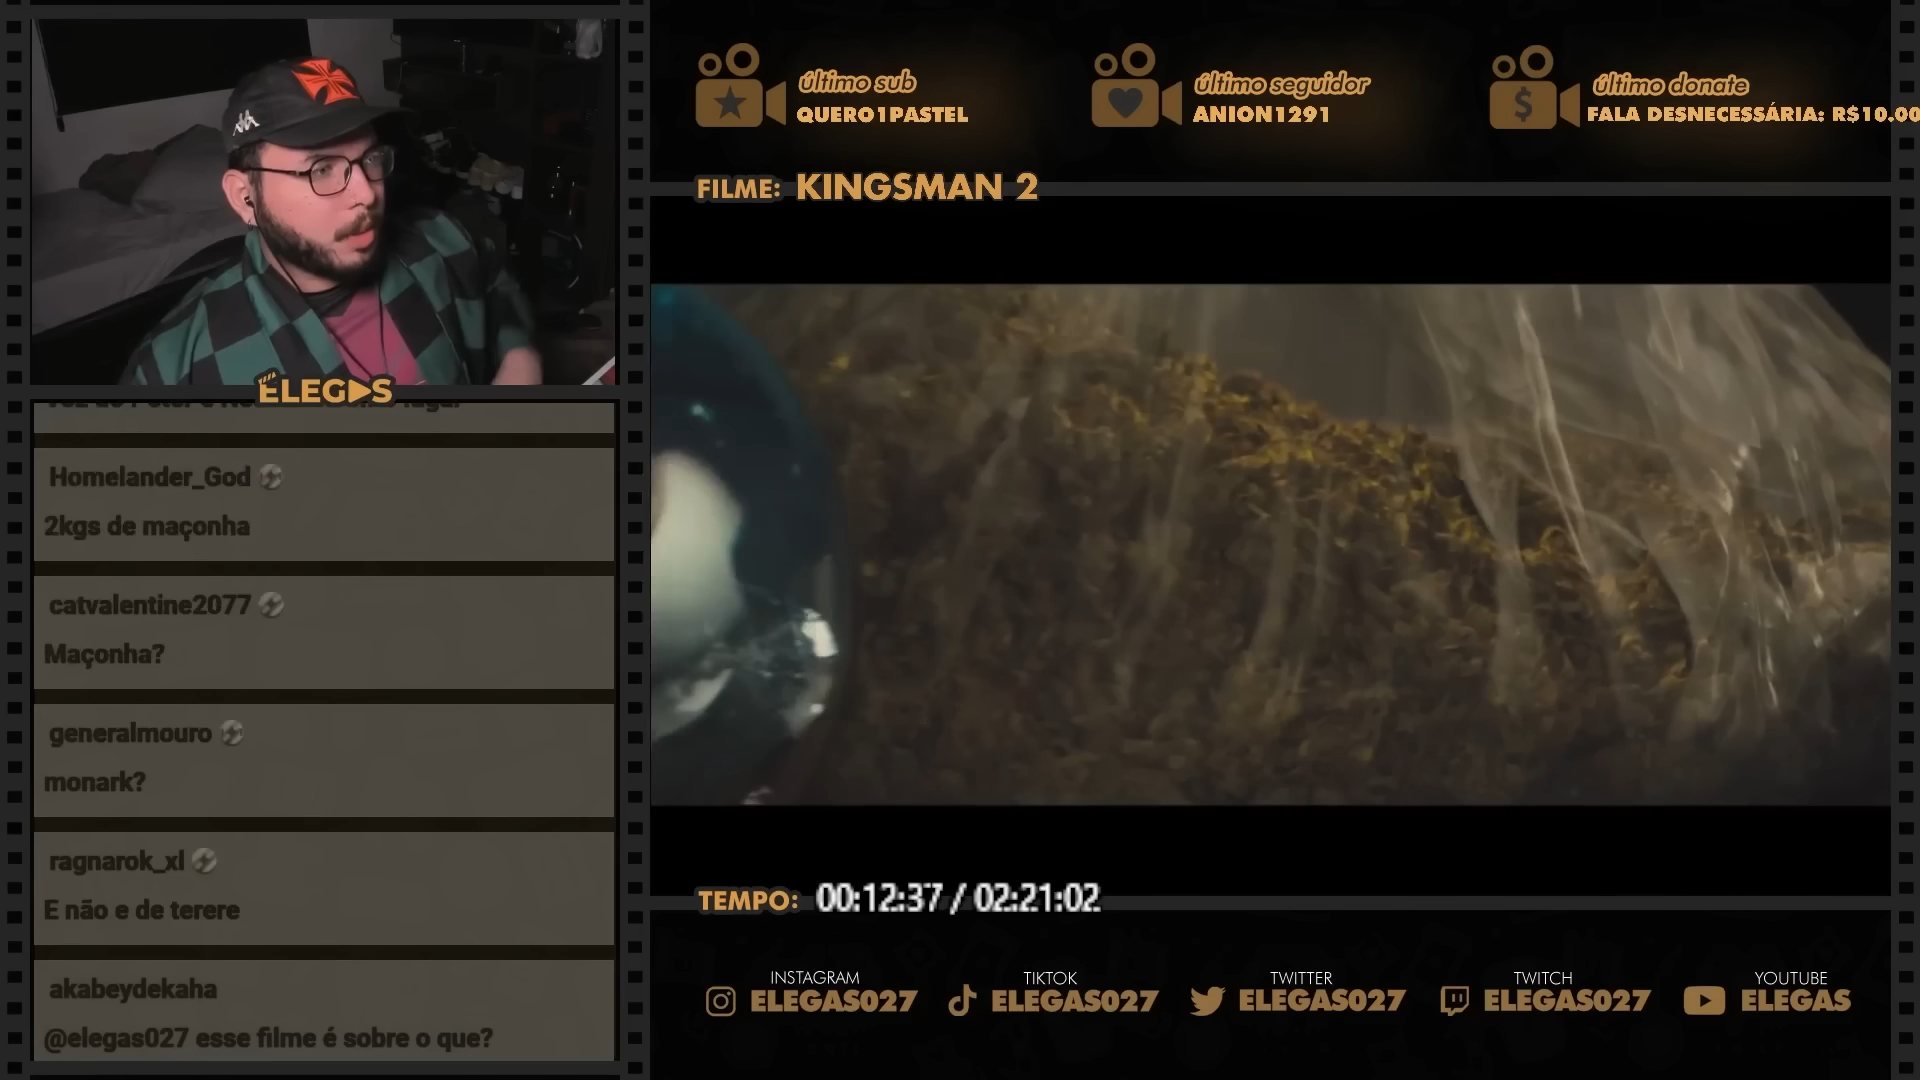 último sub
QUERO1PASTEL
último seguidor
ANION1291
último donate
FALA DESNECESSÁRIA: R$10.00
FILME: KINGSMAN 2
ELEGAS
Homelander_God
2kgs de maçonha
catvalentine2077
Maçonha?
generalmouro
monark?
ragnarok_xl
E não e de terere
akabeydekaha
@elegas027 esse filme é sobre o que?
TEMPO: 00:12:37 / 02:21:02
INSTAGRAM
ELEGAS027
TIKTOK
ELEGAS027
TWITTER
ELEGAS027
TWITCH
ELEGAS027
YOUTUBE
ELEGAS